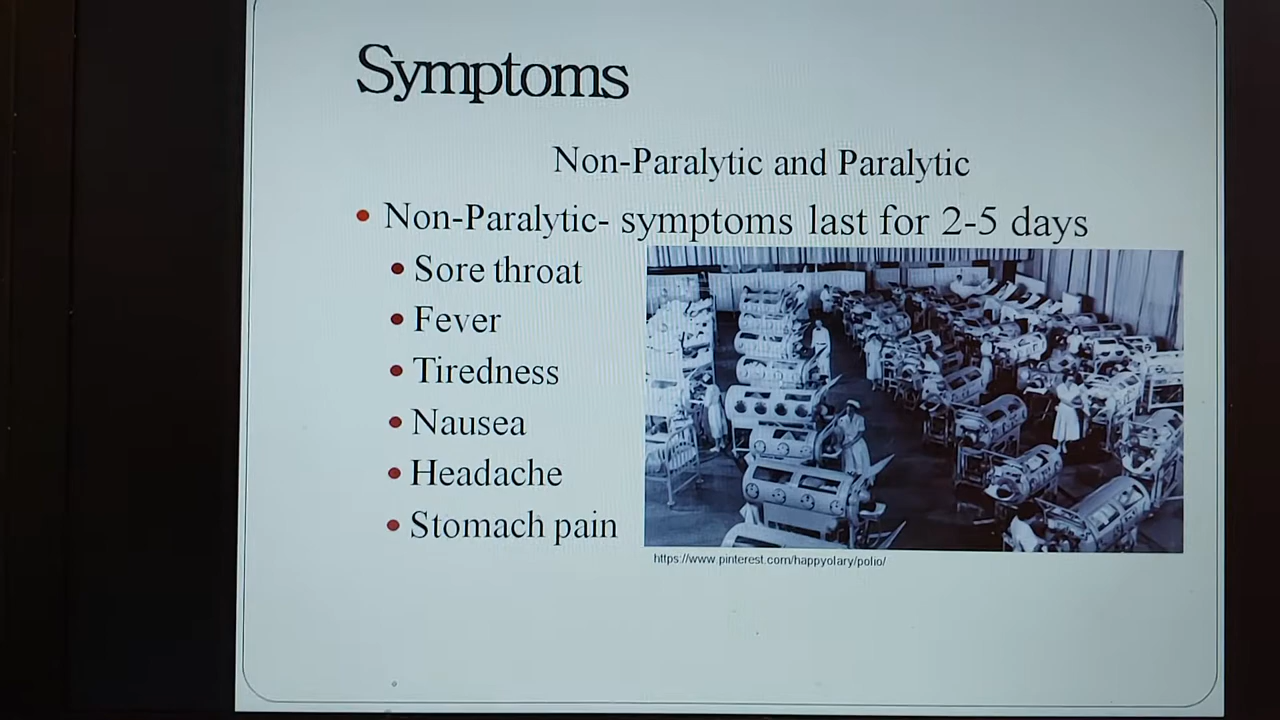 Symptoms
Non-Paralytic and Paralytic
Non-Paralytic- symptoms last for 2-5 days
Sore throat
Fever
Tiredness
Nausea
Headache
Stomach pain
https://www.pinterest.com/happyolary/polio/